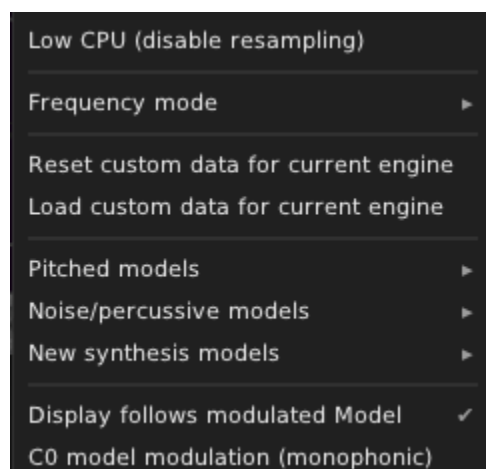 Low CPU (disable resampling)
Frequency mode
Reset custom data for current engine
Load custom data for current engine
Pitched models
Noise/percussive models
New synthesis models
Display follows modulated Model
C0 model modulation (monophonic)